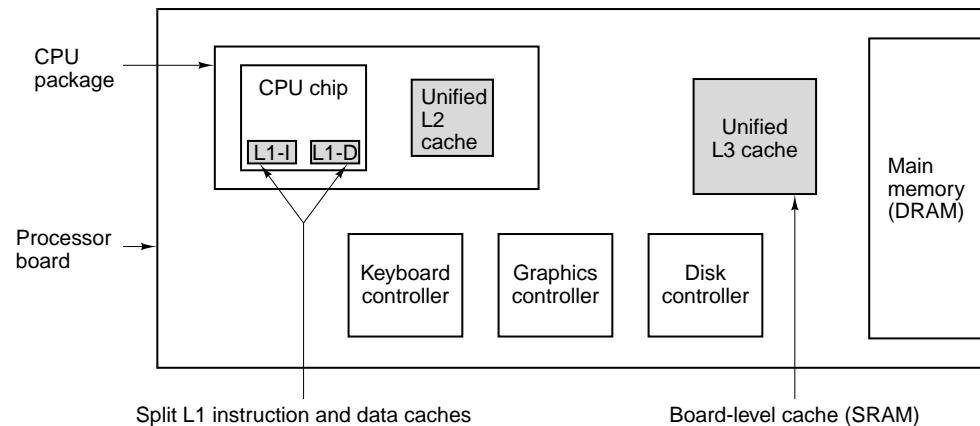 CPU
package
CPU chip
L1-I
L1-D
Unified
L2
cache
Unified
L3 cache
Main
memory
(DRAM)
Processor
board
Keyboard
controller
Graphics
controller
Disk
controller
Split L1 instruction and data caches
Board-level cache (SRAM)